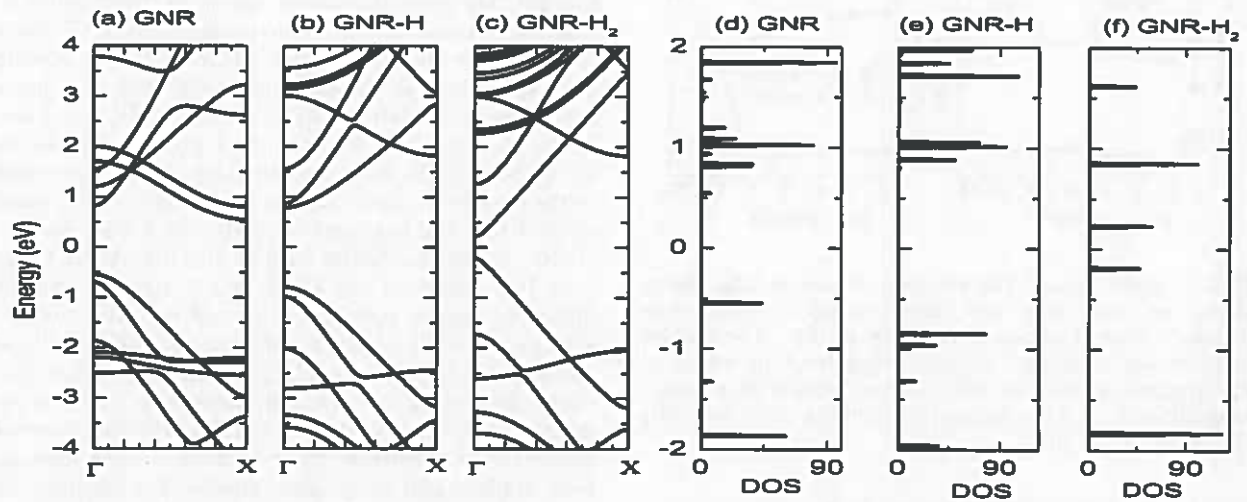 (a) GNR (b) GNR-H (c) GNR-H₂ (d) GNR (e) GNR-H (f) GNR-H₂
Energy (eV)
4
3
2
1
0
-1
-2
-3
-4
Γ X Γ X Γ X
2
1
0
-1
-2
0 90 0 90 0 90
DOS DOS DOS